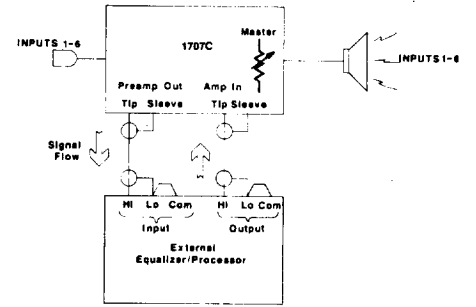 INPUTS 1-6
1707C
Master
INPUTS 1-6
Preamp Out
Amp In
Tip Sleeve
Tip Sleeve
Signal
Flow
Hi Lo Com
Hi Lo Com
Input
Output
External
Equalizer/Processor